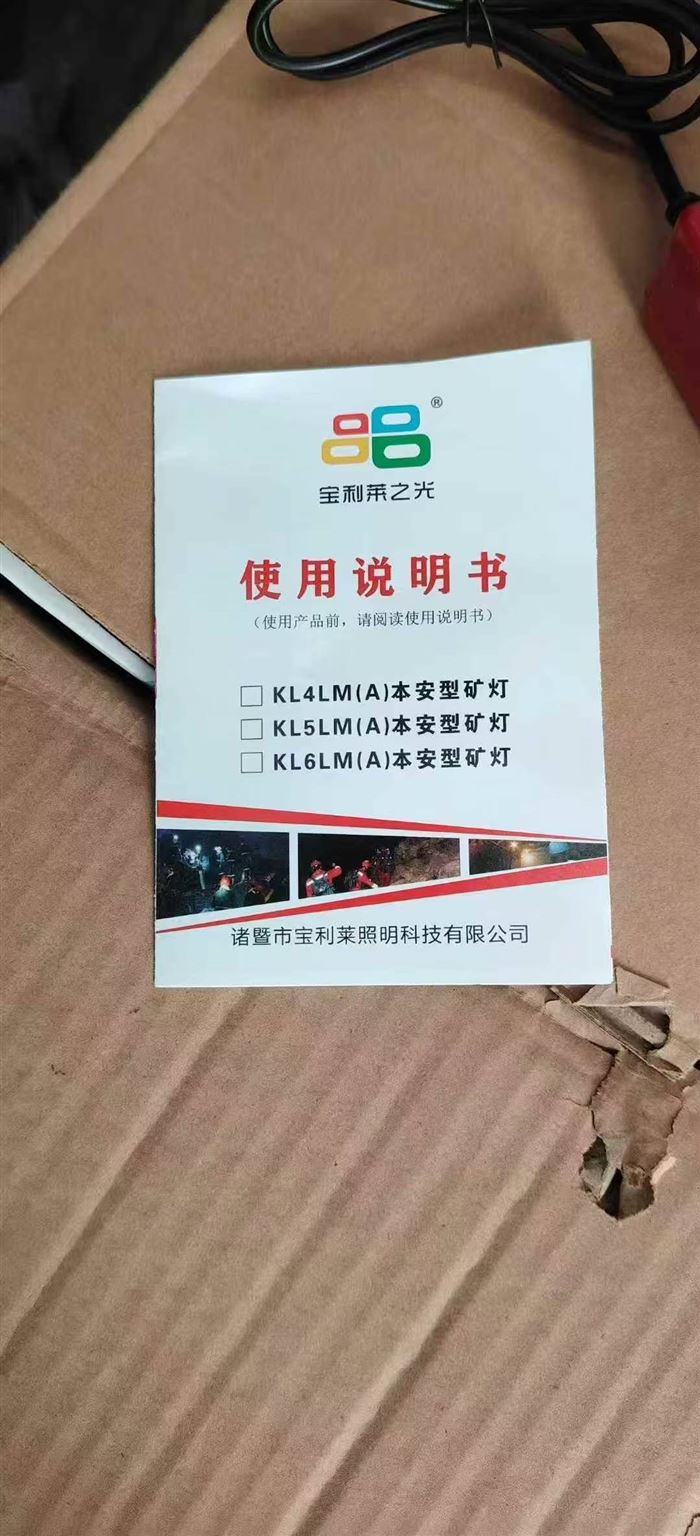 ®
宝利莱之光
使用说明书
（使用产品前，请阅读使用说明书）
KL4LM(A)本安型矿灯
KL5LM(A)本安型矿灯
KL6LM(A)本安型矿灯
诸暨市宝利莱照明科技有限公司